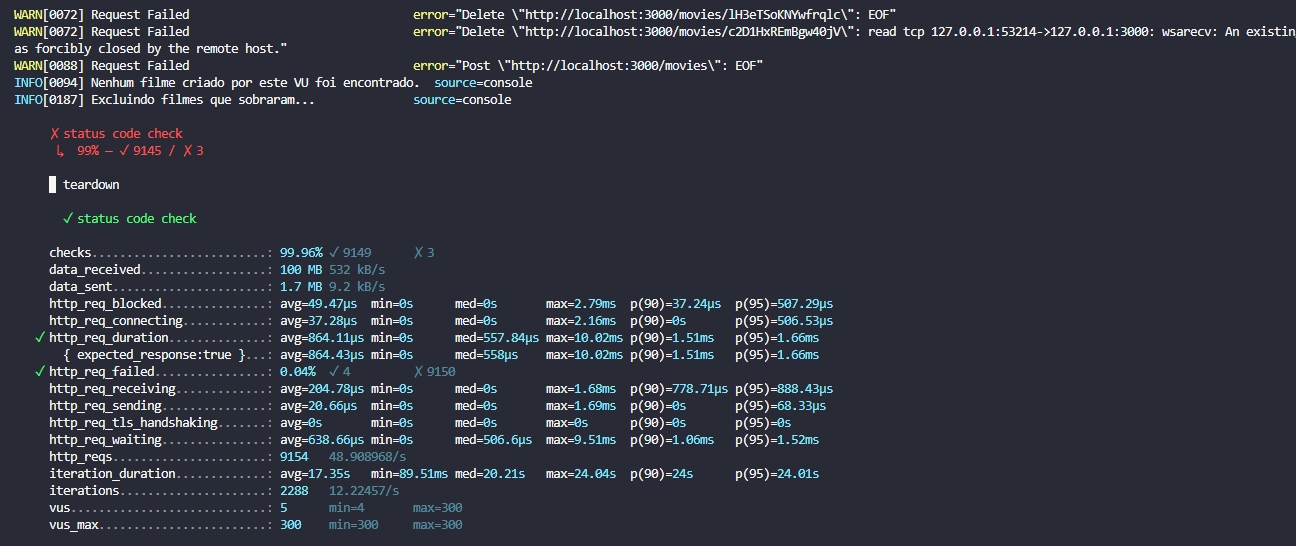 WARN[0072] Request Failed error="Delete \"http://localhost:3000/movies/lH3eTSoKNYwfrqlc\": EOF"
WARN[0072] Request Failed error="Delete \"http://localhost:3000/movies/c2D1HxREmBgw40jV\": read tcp 127.0.0.1:53214->127.0.0.1:3000: wsarecv: An existin
as forcibly closed by the remote host."
WARN[0088] Request Failed error="Post \"http://localhost:3000/movies\": EOF"
INFO[0094] Nenhum filme criado por este VU foi encontrado. source=console
INFO[0187] Excluindo filmes que sobraram... source=console
✗ status code check
↳ 99% — ✓ 9145 / ✗ 3
█ teardown
✓ status code check
checks.........................: 99.96% ✓ 9149 ✗ 3
data_received..................: 100 MB 532 kB/s
data_sent......................: 1.7 MB 9.2 kB/s
http_req_blocked...............: avg=49.47µs min=0s med=0s max=2.79ms p(90)=37.24µs p(95)=507.29µs
http_req_connecting............: avg=37.28µs min=0s med=0s max=2.16ms p(90)=0s p(95)=506.53µs
✓ http_req_duration..............: avg=864.11µs min=0s med=557.84µs max=10.02ms p(90)=1.51ms p(95)=1.66ms
{ expected_response:true }...: avg=864.43µs min=0s med=558µs max=10.02ms p(90)=1.51ms p(95)=1.66ms
✓ http_req_failed................: 0.04% ✓ 4 ✗ 9150
http_req_receiving.............: avg=204.78µs min=0s med=0s max=1.68ms p(90)=778.71µs p(95)=888.43µs
http_req_sending...............: avg=20.66µs min=0s med=0s max=1.69ms p(90)=0s p(95)=68.33µs
http_req_tls_handshaking.......: avg=0s min=0s med=0s max=0s p(90)=0s p(95)=0s
http_req_waiting...............: avg=638.66µs min=0s med=506.6µs max=9.51ms p(90)=1.06ms p(95)=1.52ms
http_reqs......................: 9154 48.908968/s
iteration_duration.............: avg=17.35s min=89.51ms med=20.21s max=24.04s p(90)=24s p(95)=24.01s
iterations.....................: 2288 12.22457/s
vus............................: 5 min=4 max=300
vus_max........................: 300 min=300 max=300